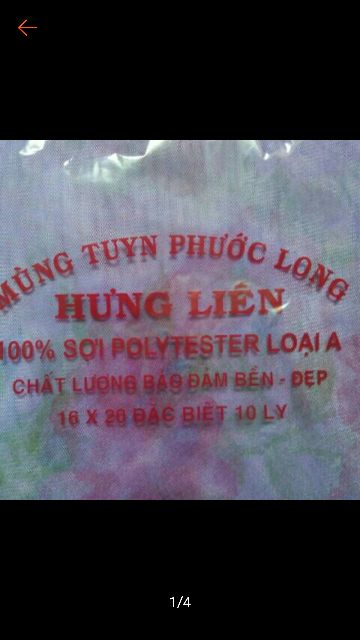 MÙNG TUYN PHƯỚC LONG
HƯNG LIÊN
100% SỢI POLYTESTER LOẠI A
CHẤT LƯỢNG BẢO ĐẢM BỀN - ĐẸP
16 X 20 ĐẶC BIỆT 10 LY
1/4